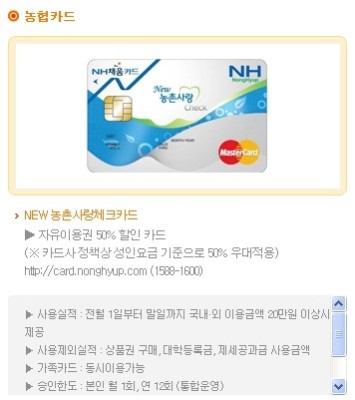 농협카드
NH채움카드
NH
Nonghyup
New
농촌사랑
Check
MasterCard
NEW 농촌사랑체크카드
▶ 자유이용권 50% 할인 카드
(※ 카드사 정책상 성인요금 기준으로 50% 우대적용)
http://card.nonghyup.com (1588-1600)
▶ 사용실적 : 전월 1일부터 말일까지 국내·외 이용금액 20만원 이상시
제공
▶ 사용제외실적 : 상품권 구매, 대학등록금, 제세공과금 사용금액
▶ 가족카드 : 동시이용가능
▶ 승인한도 : 본인 월 1회, 연 12회 (통합운영)